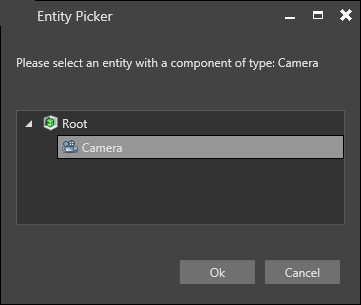 Entity Picker
Please select an entity with a component of type: Camera
Root
Camera
Ok Cancel